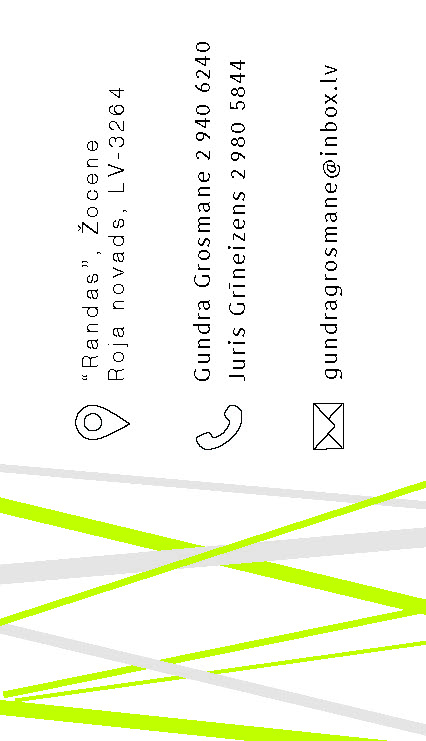 “Randas”, Žocene
Roja novads, LV-3264
Gundra Grosmane 2 940 6240
Juris Grīneizens 2 980 5844
gundragrosmane@inbox.lv